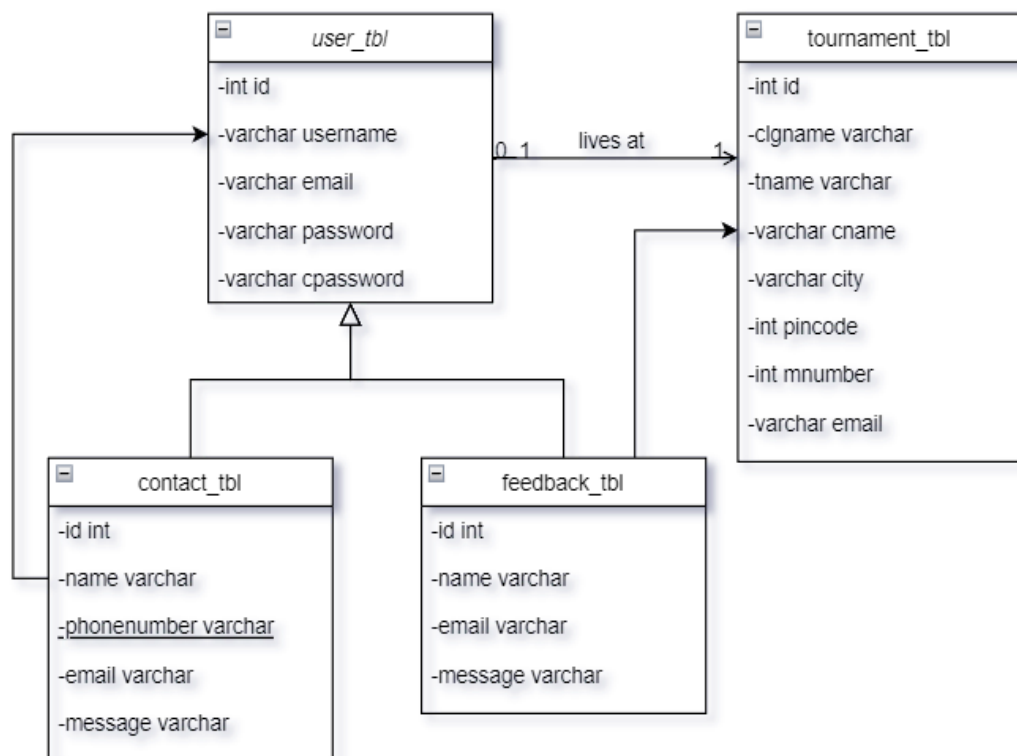 user_tbl
-int id
-varchar username
-varchar email
-varchar password
-varchar cpassword
0 1
lives at
1
tournament_tbl
-int id
-clgname varchar
-tname varchar
-varchar cname
-varchar city
-int pincode
-int mnumber
-varchar email
contact_tbl
-id int
-name varchar
-phonenumber varchar
-email varchar
-message varchar
feedback_tbl
-id int
-name varchar
-email varchar
-message varchar